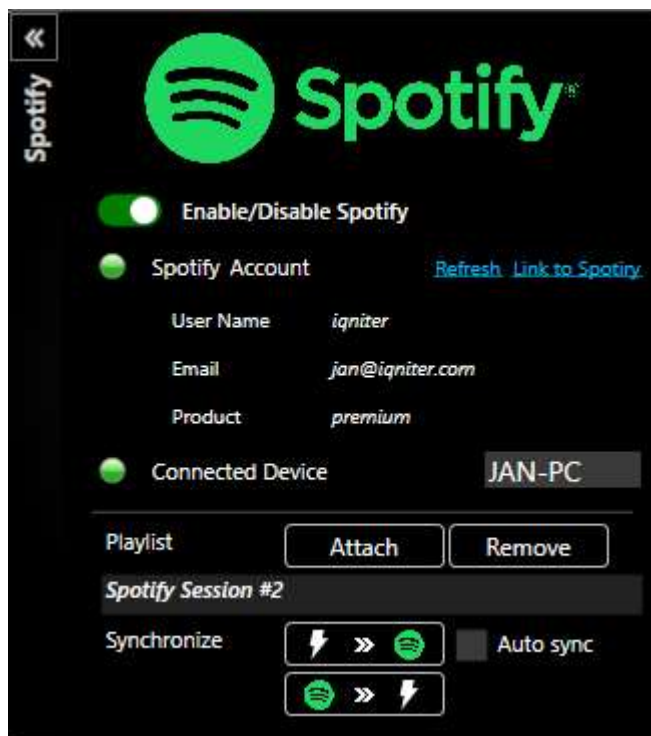 «
Spotify
Spotify®
Enable/Disable Spotify
Spotify Account Refresh Link to Spotiry
User Name iqniter
Email jan@iqniter.com
Product premium
Connected Device JAN-PC
Playlist Attach Remove
Spotify Session #2
Synchronize » Auto sync
»